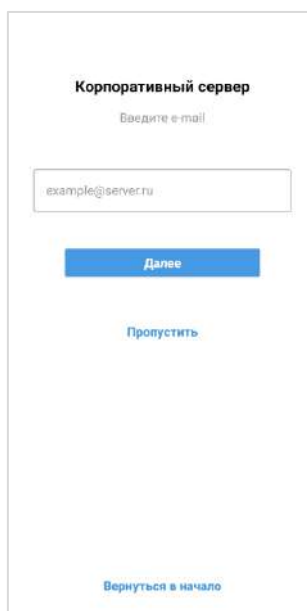 Корпоративный сервер
Введите e-mail
example@server.ru
Далее
Пропустить
Вернуться в начало